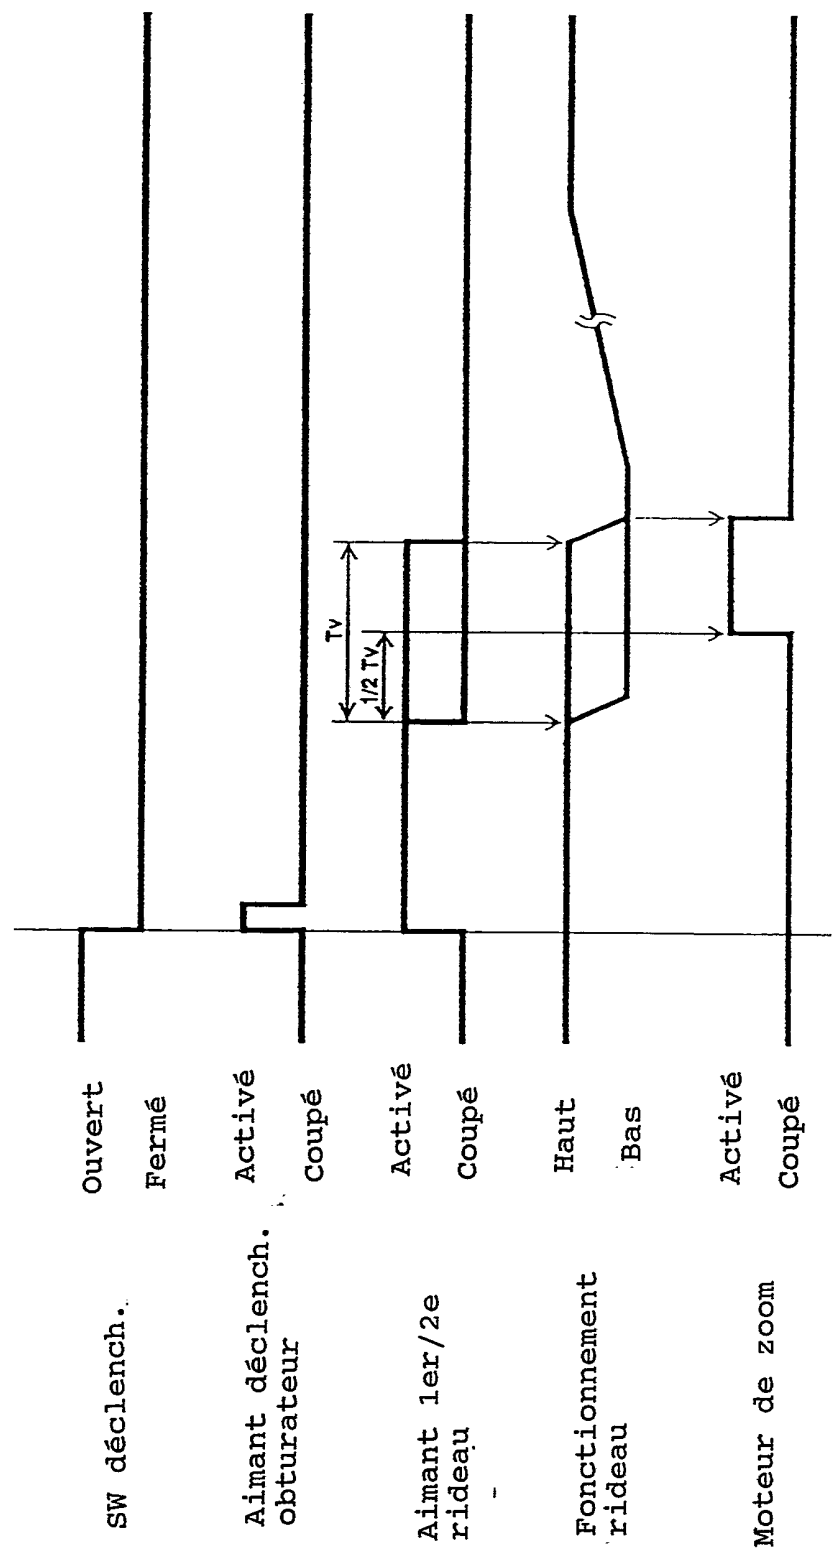 SW déclench.
Ouvert
Fermé
Aimant déclench.
obturateur
Activé
Coupé
Aimant 1er/2e
rideau
Activé
Coupé
Tv
1/2 Tv
Fonctionnement
rideau
Haut
Bas
Moteur de zoom
Activé
Coupé